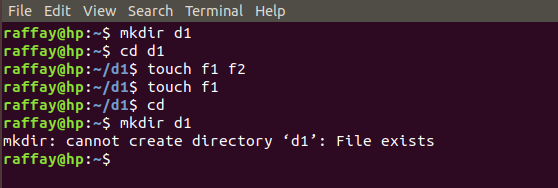 File Edit View Search Terminal Help
raffay@hp:~$ mkdir d1
raffay@hp:~$ cd d1
raffay@hp:~/d1$ touch f1 f2
raffay@hp:~/d1$ touch f1
raffay@hp:~/d1$ cd
raffay@hp:~$ mkdir d1
mkdir: cannot create directory ‘d1’: File exists
raffay@hp:~$